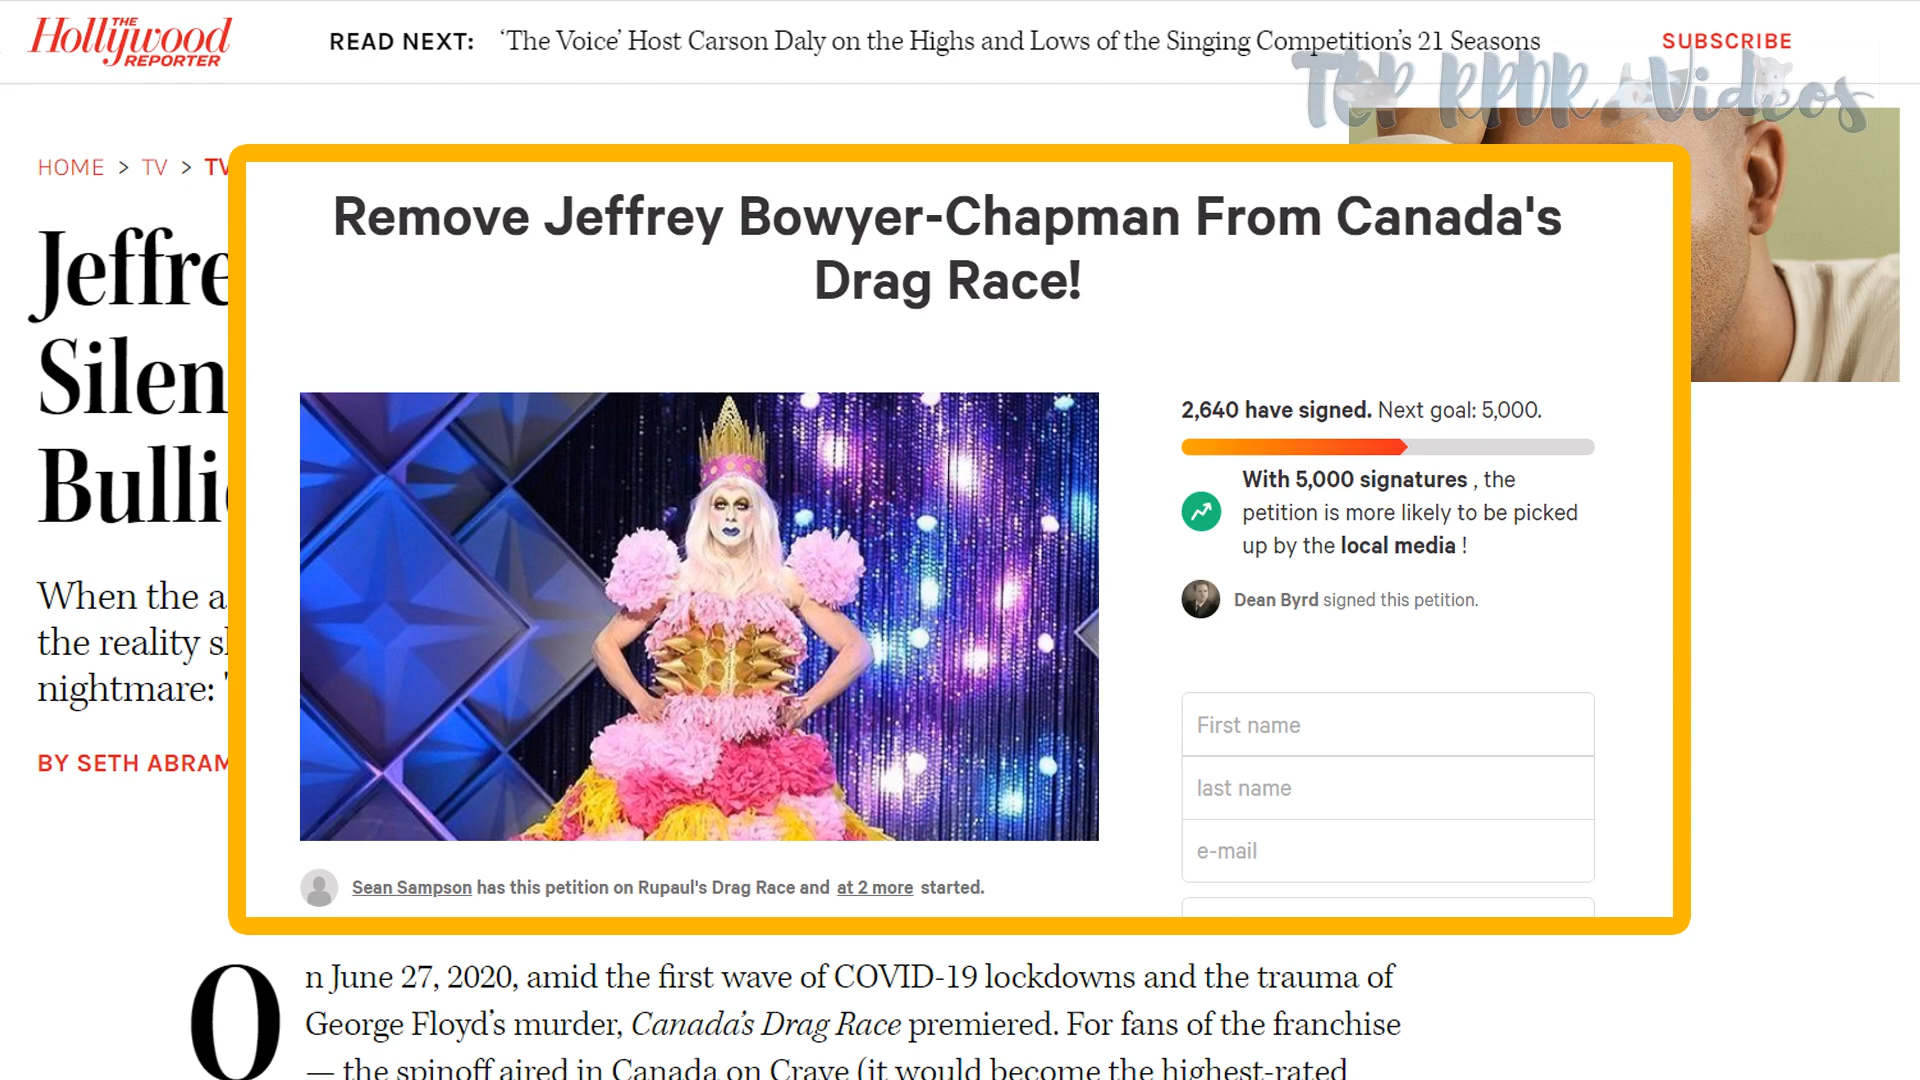 THE
Hollywood
REPORTER
READ NEXT: ‘The Voice’ Host Carson Daly on the Highs and Lows of the Singing Competition’s 21 Seasons
SUBSCRIBE
TOP RPDR Videos
HOME > TV > TV
Jeffre
Silen
Bulli
When the a
the reality s
nightmare: '
BY SETH ABRAM
Remove Jeffrey Bowyer-Chapman From Canada's
Drag Race!
2,640 have signed. Next goal: 5,000.
With 5,000 signatures , the
petition is more likely to be picked
up by the local media !
Dean Byrd signed this petition.
First name
last name
e-mail
Sean Sampson has this petition on Rupaul's Drag Race and at 2 more started.
On June 27, 2020, amid the first wave of COVID-19 lockdowns and the trauma of
George Floyd’s murder, Canada’s Drag Race premiered. For fans of the franchise
— the spinoff aired in Canada on Crave (it would become the highest-rated